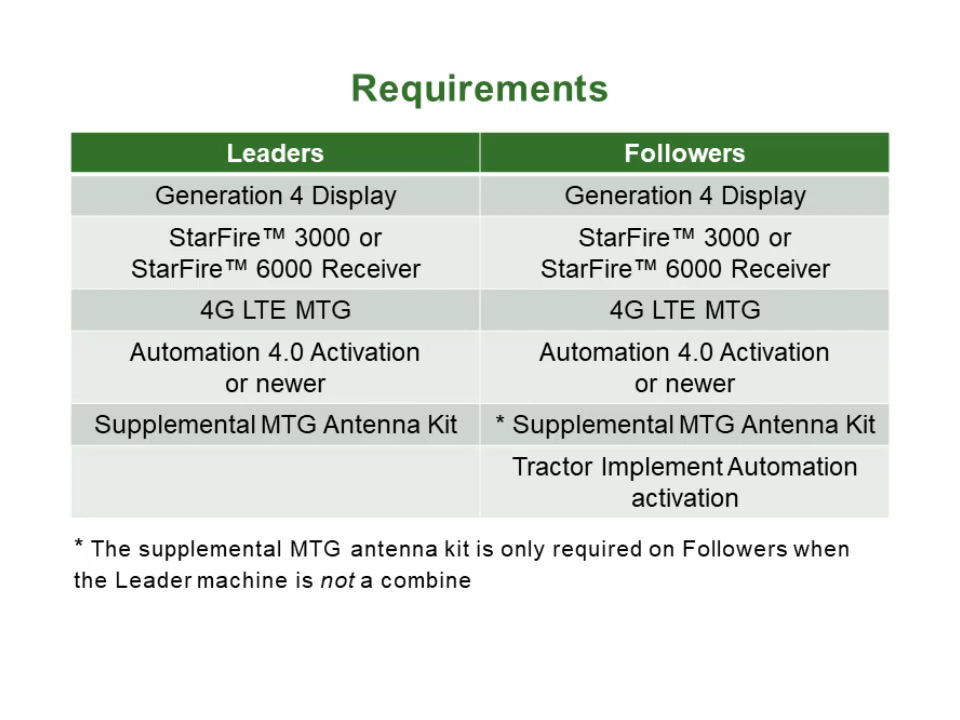 Requirements
Leaders Followers
Generation 4 Display Generation 4 Display
StarFire™ 3000 or StarFire™ 3000 or
StarFire™ 6000 Receiver StarFire™ 6000 Receiver
4G LTE MTG 4G LTE MTG
Automation 4.0 Activation Automation 4.0 Activation
or newer or newer
Supplemental MTG Antenna Kit * Supplemental MTG Antenna Kit
Tractor Implement Automation
activation
* The supplemental MTG antenna kit is only required on Followers when
the Leader machine is not a combine